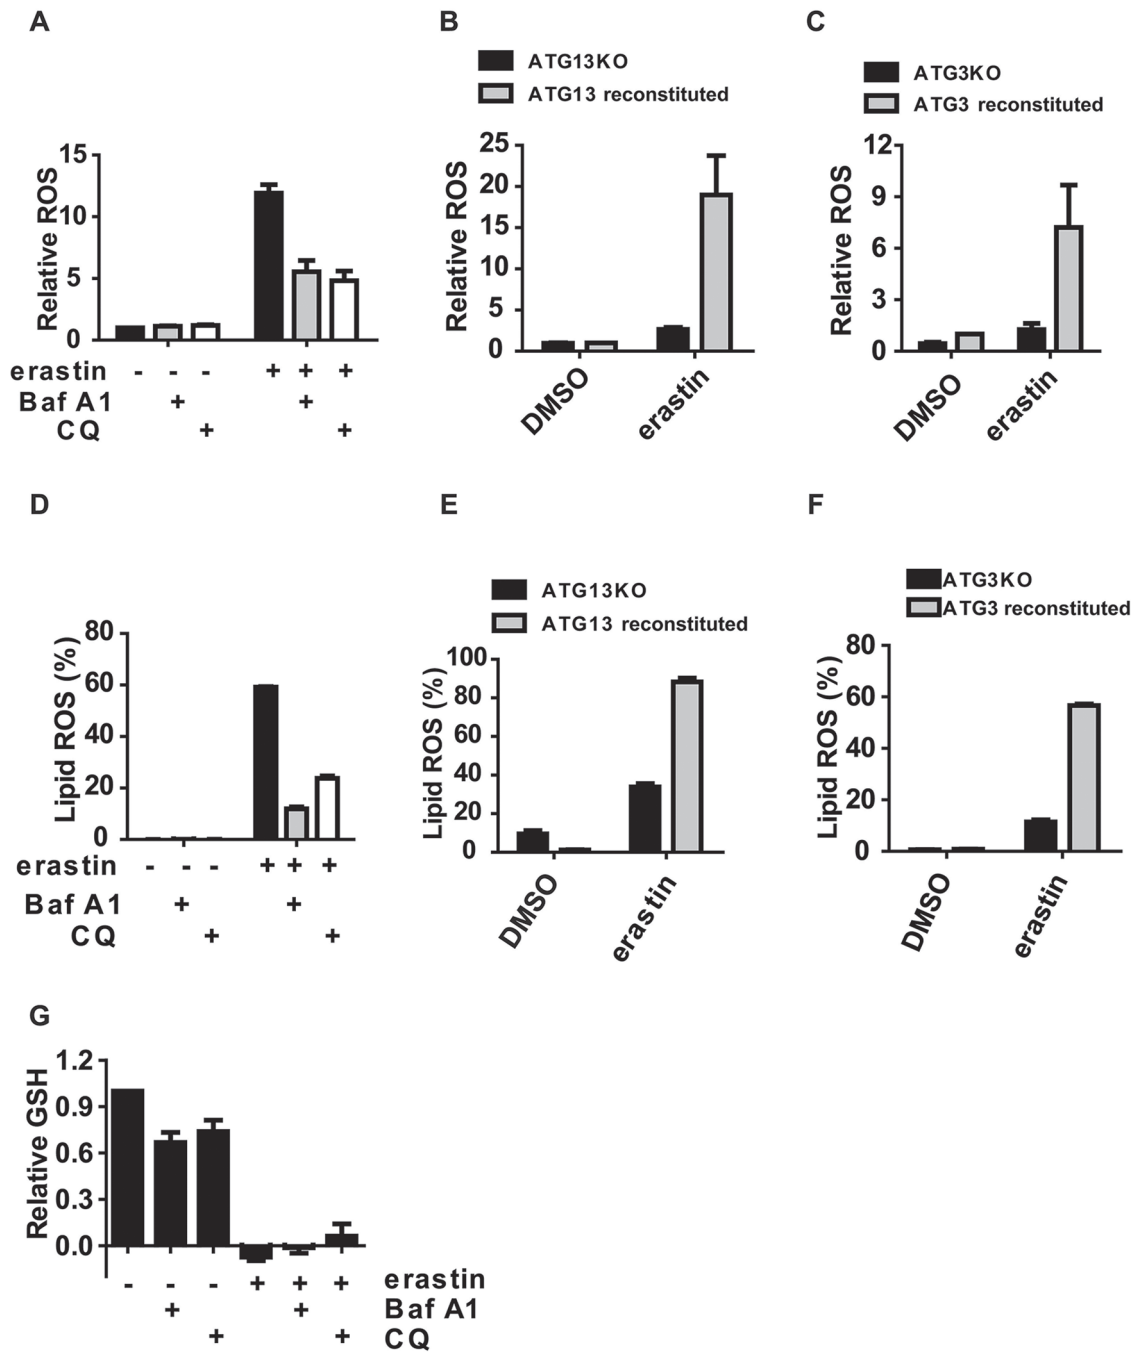 A
Relative ROS
15
10
5
0
erastin - - - + + +
Baf A1 + +
CQ + +
B
ATG13KO
ATG13 reconstituted
Relative ROS
25
20
15
10
5
0
DMSO
erastin
C
ATG3KO
ATG3 reconstituted
Relative ROS
12
9
6
3
0
DMSO
erastin
D
Lipid ROS (%)
80
60
40
20
0
erastin - - - + + +
Baf A1 + +
CQ + +
E
ATG13KO
ATG13 reconstituted
Lipid ROS (%)
100
80
60
40
20
0
DMSO
erastin
F
ATG3KO
ATG3 reconstituted
Lipid ROS (%)
80
60
40
20
0
DMSO
erastin
G
Relative GSH
1.2
0.9
0.6
0.3
0.0
- - - + + + erastin
+ + Baf A1
+ + CQ